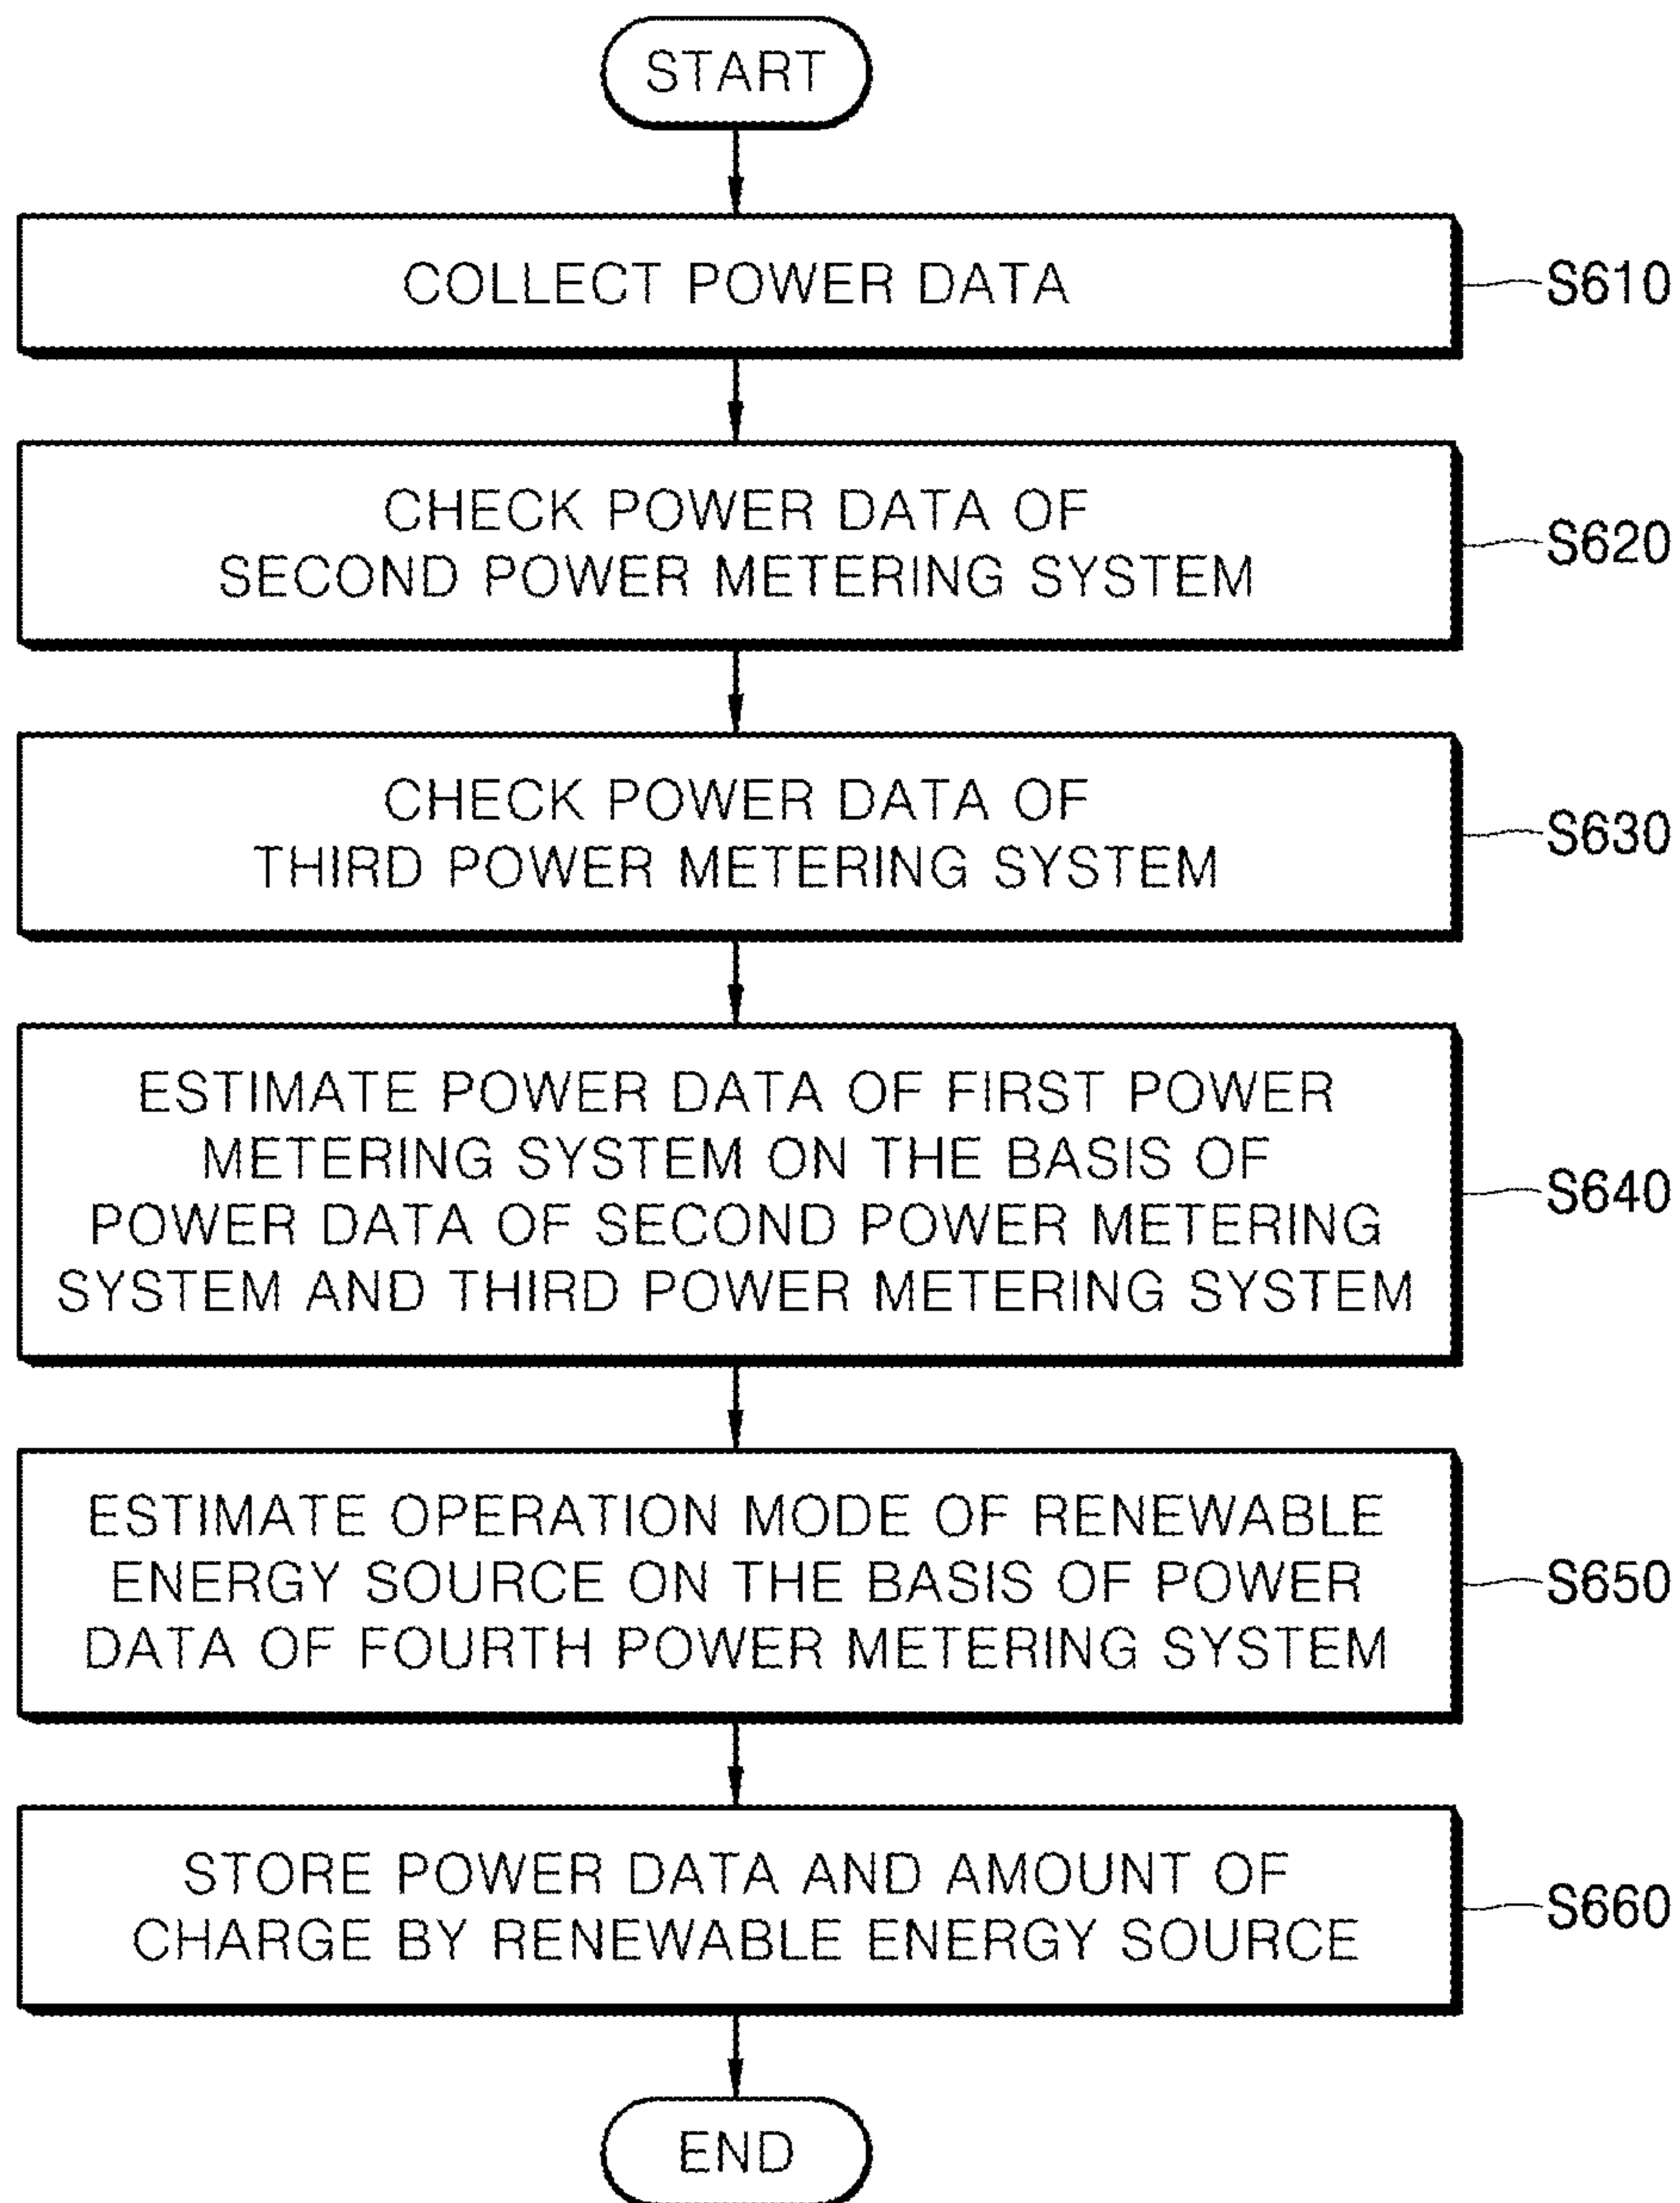 START
COLLECT POWER DATA
S610
CHECK POWER DATA OF
SECOND POWER METERING SYSTEM
S620
CHECK POWER DATA OF
THIRD POWER METERING SYSTEM
S630
ESTIMATE POWER DATA OF FIRST POWER
METERING SYSTEM ON THE BASIS OF
POWER DATA OF SECOND POWER METERING
SYSTEM AND THIRD POWER METERING SYSTEM
S640
ESTIMATE OPERATION MODE OF RENEWABLE
ENERGY SOURCE ON THE BASIS OF POWER
DATA OF FOURTH POWER METERING SYSTEM
S650
STORE POWER DATA AND AMOUNT OF
CHARGE BY RENEWABLE ENERGY SOURCE
S660
END